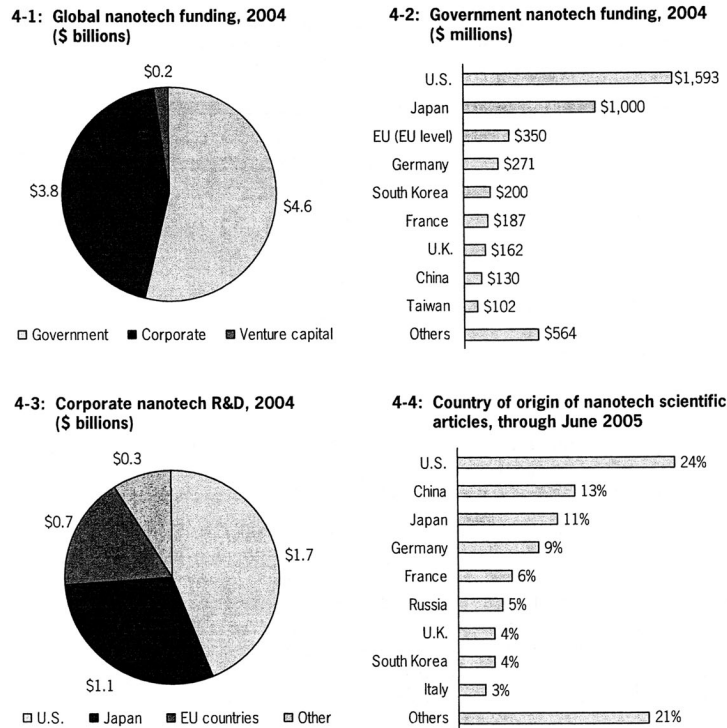 4-1: Global nanotech funding, 2004
($ billions)
$0.2
$3.8
$4.6
Government Corporate Venture capital
4-2: Government nanotech funding, 2004
($ millions)
U.S. $1,593
Japan $1,000
EU (EU level) $350
Germany $271
South Korea $200
France $187
U.K. $162
China $130
Taiwan $102
Others $564
4-3: Corporate nanotech R&D, 2004
($ billions)
$0.3
$0.7
$1.7
$1.1
U.S. Japan EU countries Other
4-4: Country of origin of nanotech scientific
articles, through June 2005
U.S. 24%
China 13%
Japan 11%
Germany 9%
France 6%
Russia 5%
U.K. 4%
South Korea 4%
Italy 3%
Others 21%